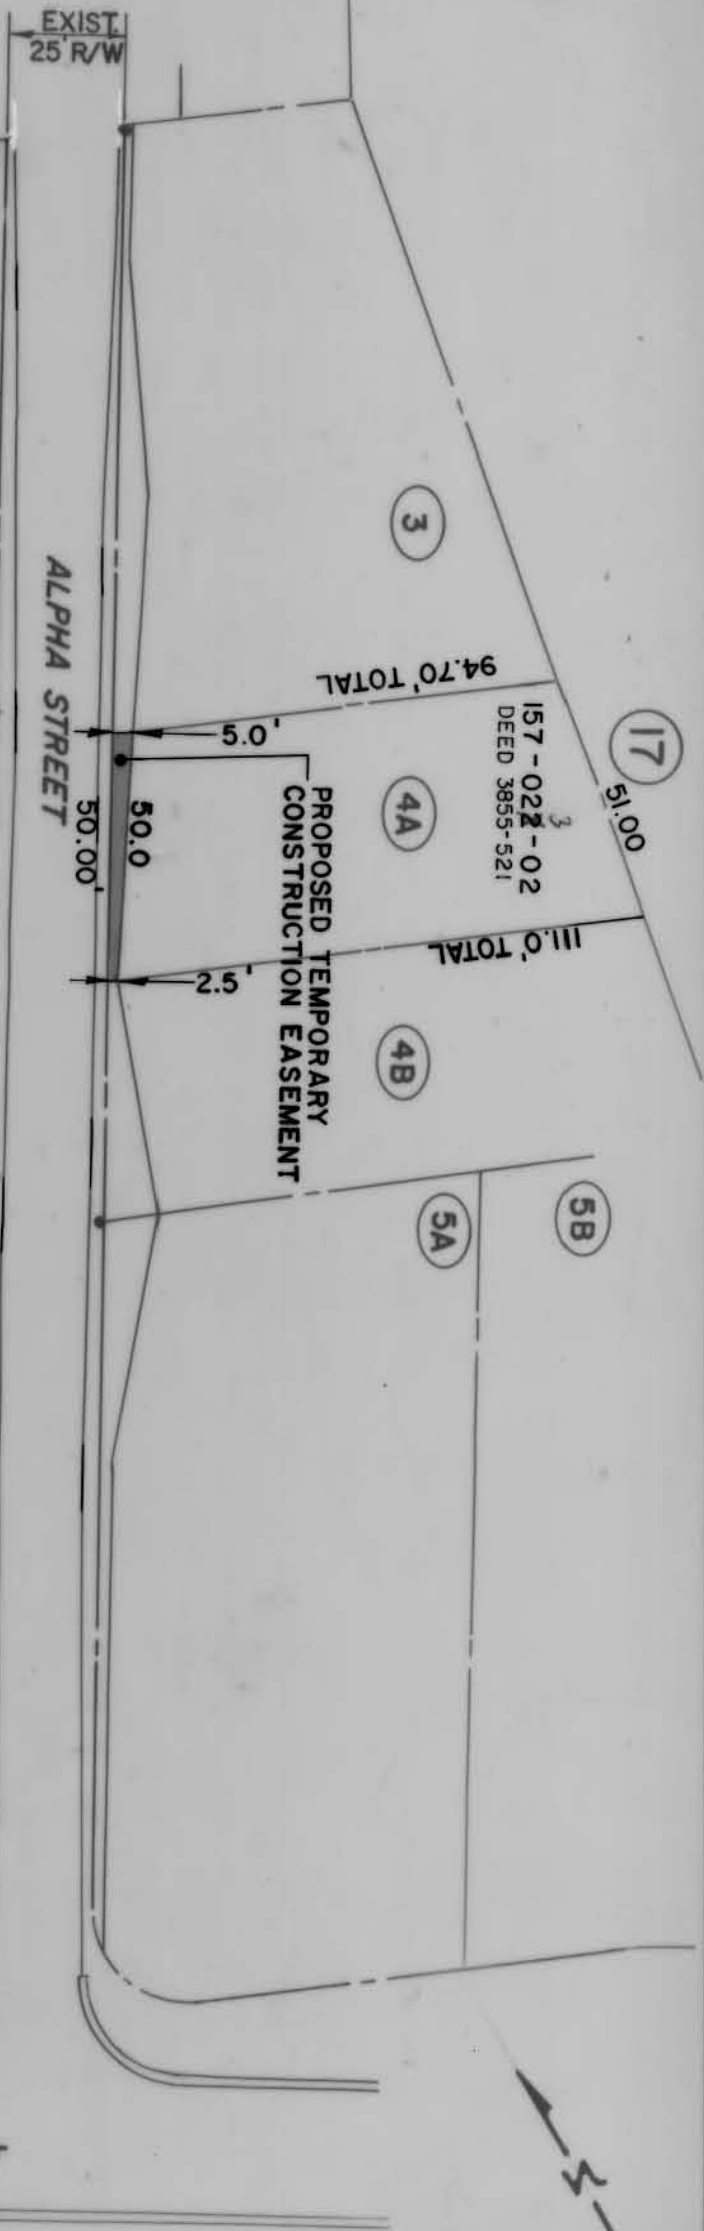 EXIST.
25' R/W
3
17
94.70' TOTAL
51.00
157-022-02
3
DEED 3855-521
4A
5.0'
PROPOSED TEMPORARY
CONSTRUCTION EASEMENT
ALPHA STREET
50.0
50.00'
111.0' TOTAL
2.5'
4B
5A
5B
N